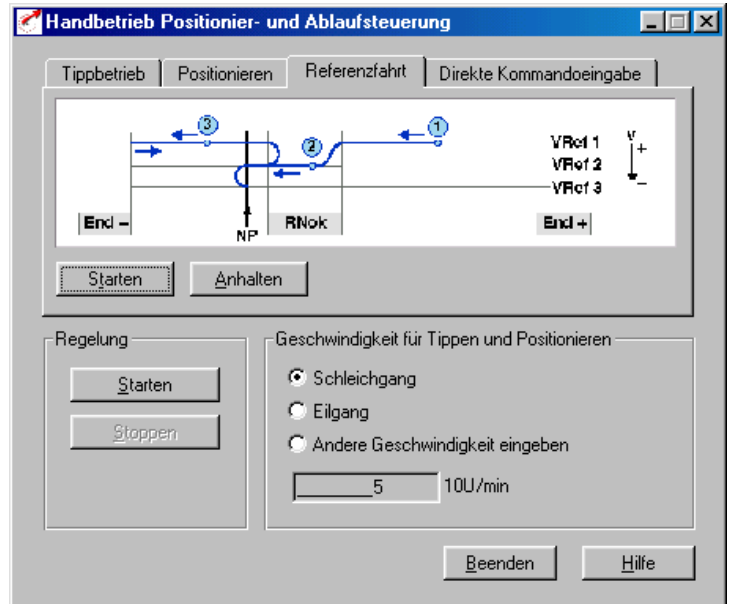 Handbetrieb Positionier- und Ablaufsteuerung
Tippbetrieb Positionieren Referenzfahrt Direkte Kommandoeingabe
3 2 1
VRef 1
VRef 2
VRef 3
v
+
–
End – NP RNok End +
Starten Anhalten
Regelung
Starten
Stoppen
Geschwindigkeit für Tippen und Positionieren
Schleichgang
Eilgang
Andere Geschwindigkeit eingeben
________5 10U/min
Beenden Hilfe